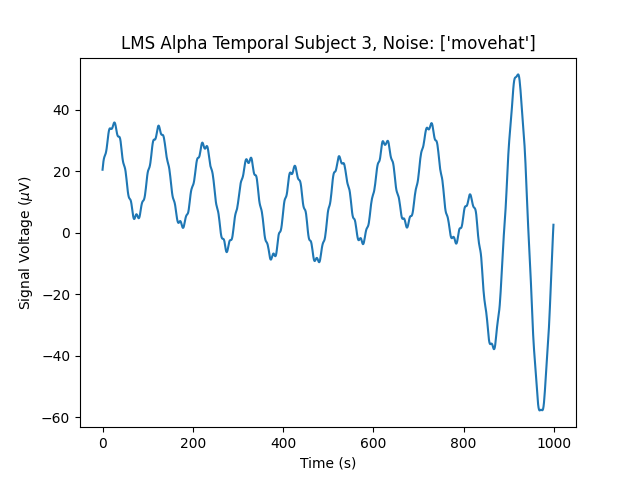 LMS Alpha Temporal Subject 3, Noise: ['movehat']
Signal Voltage (μV)
40
20
0
−20
−40
−60
0 200 400 600 800 1000
Time (s)